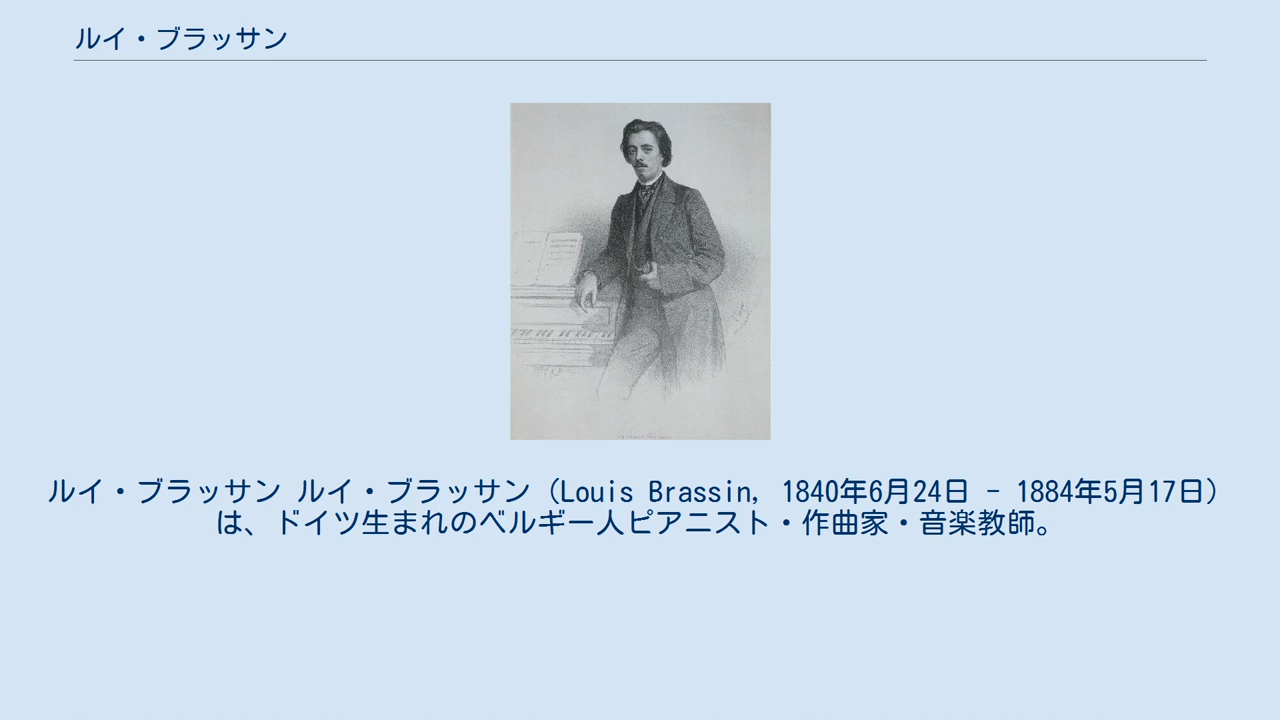 ルイ・ブラッサン
ルイ・ブラッサン ルイ・ブラッサン（Louis Brassin, 1840年6月24日 - 1884年5月17日）
は、ドイツ生まれのベルギー人ピアニスト・作曲家・音楽教師。